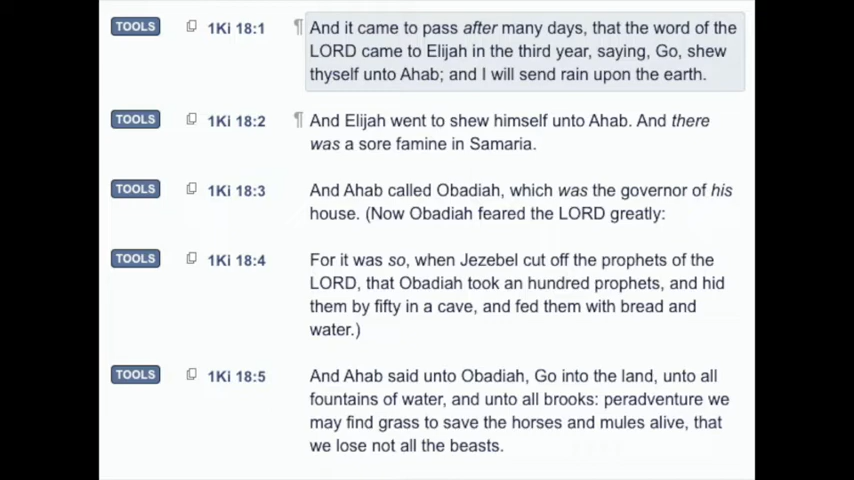 TOOLS 1Ki 18:1 ¶ And it came to pass after many days, that the word of the
LORD came to Elijah in the third year, saying, Go, shew
thyself unto Ahab; and I will send rain upon the earth.
TOOLS 1Ki 18:2 ¶ And Elijah went to shew himself unto Ahab. And there
was a sore famine in Samaria.
TOOLS 1Ki 18:3 And Ahab called Obadiah, which was the governor of his
house. (Now Obadiah feared the LORD greatly:
TOOLS 1Ki 18:4 For it was so, when Jezebel cut off the prophets of the
LORD, that Obadiah took an hundred prophets, and hid
them by fifty in a cave, and fed them with bread and
water.)
TOOLS 1Ki 18:5 And Ahab said unto Obadiah, Go into the land, unto all
fountains of water, and unto all brooks: peradventure we
may find grass to save the horses and mules alive, that
we lose not all the beasts.